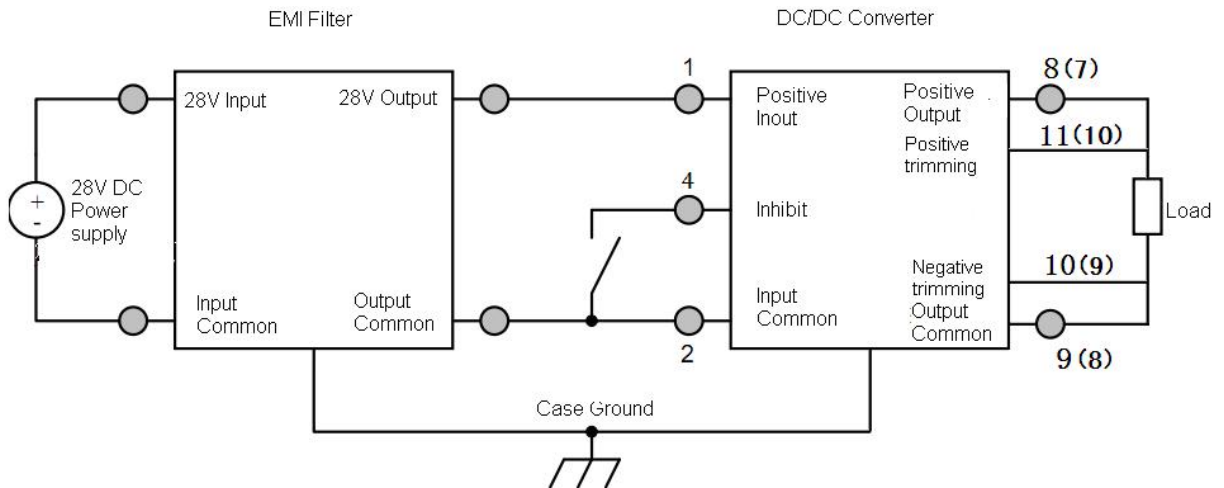 EMI Filter
DC/DC Converter
28V Input
28V Output
1
Positive
Inout
Positive
Output
8(7)
Positive
trimming
11(10)
+
-
28V DC
Power
supply
4
Inhibit
Load
Negative
trimming
10(9)
Input
Common
Output
Common
2
Input
Common
Output
Common
9(8)
Case Ground